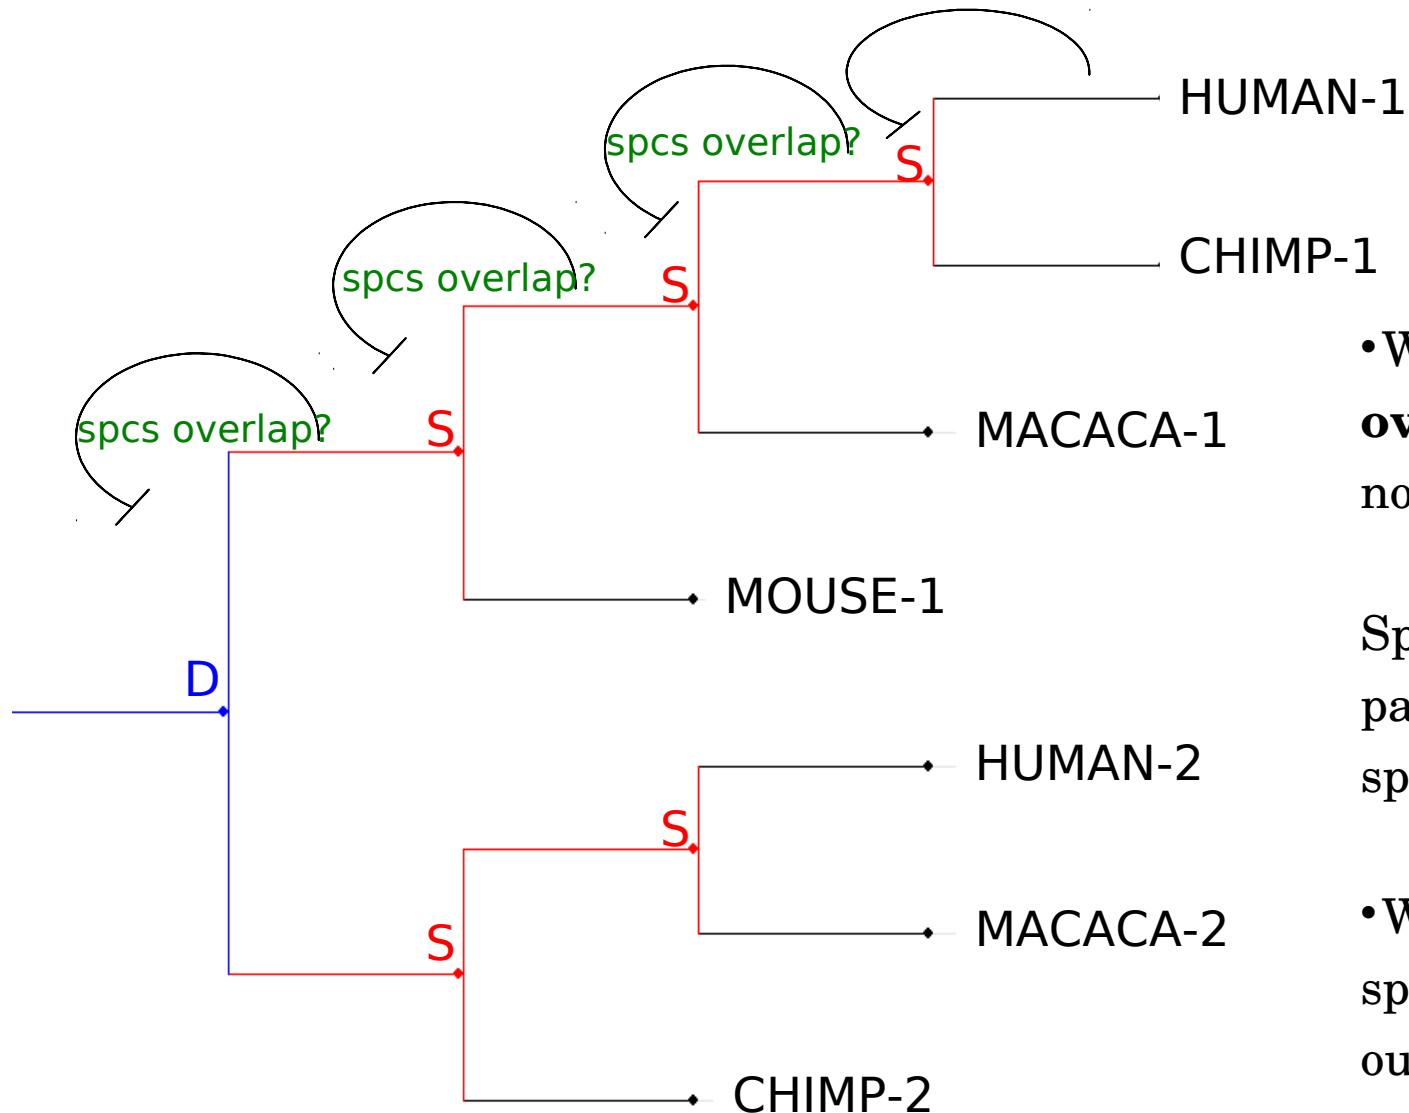 HUMAN-1
spcs overlap?
S
CHIMP-1
spcs overlap?
S
spcs overlap?
S
MACACA-1
MOUSE-1
D
HUMAN-2
S
MACACA-2
S
CHIMP-2